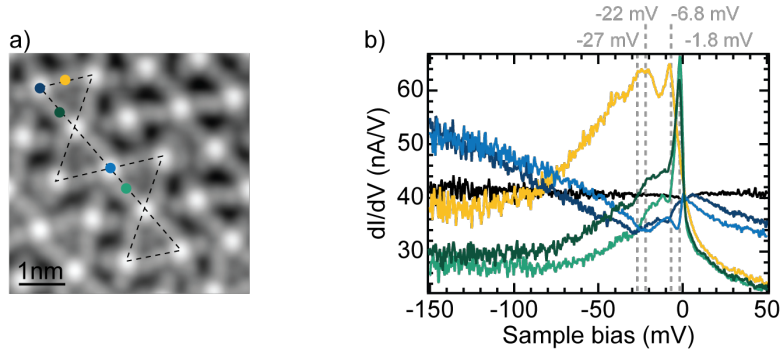 a)
1nm
b)
-22 mV
-6.8 mV
-27 mV
-1.8 mV
60
50
40
30
dI/dV (nA/V)
-150
-100
-50
0
50
Sample bias (mV)